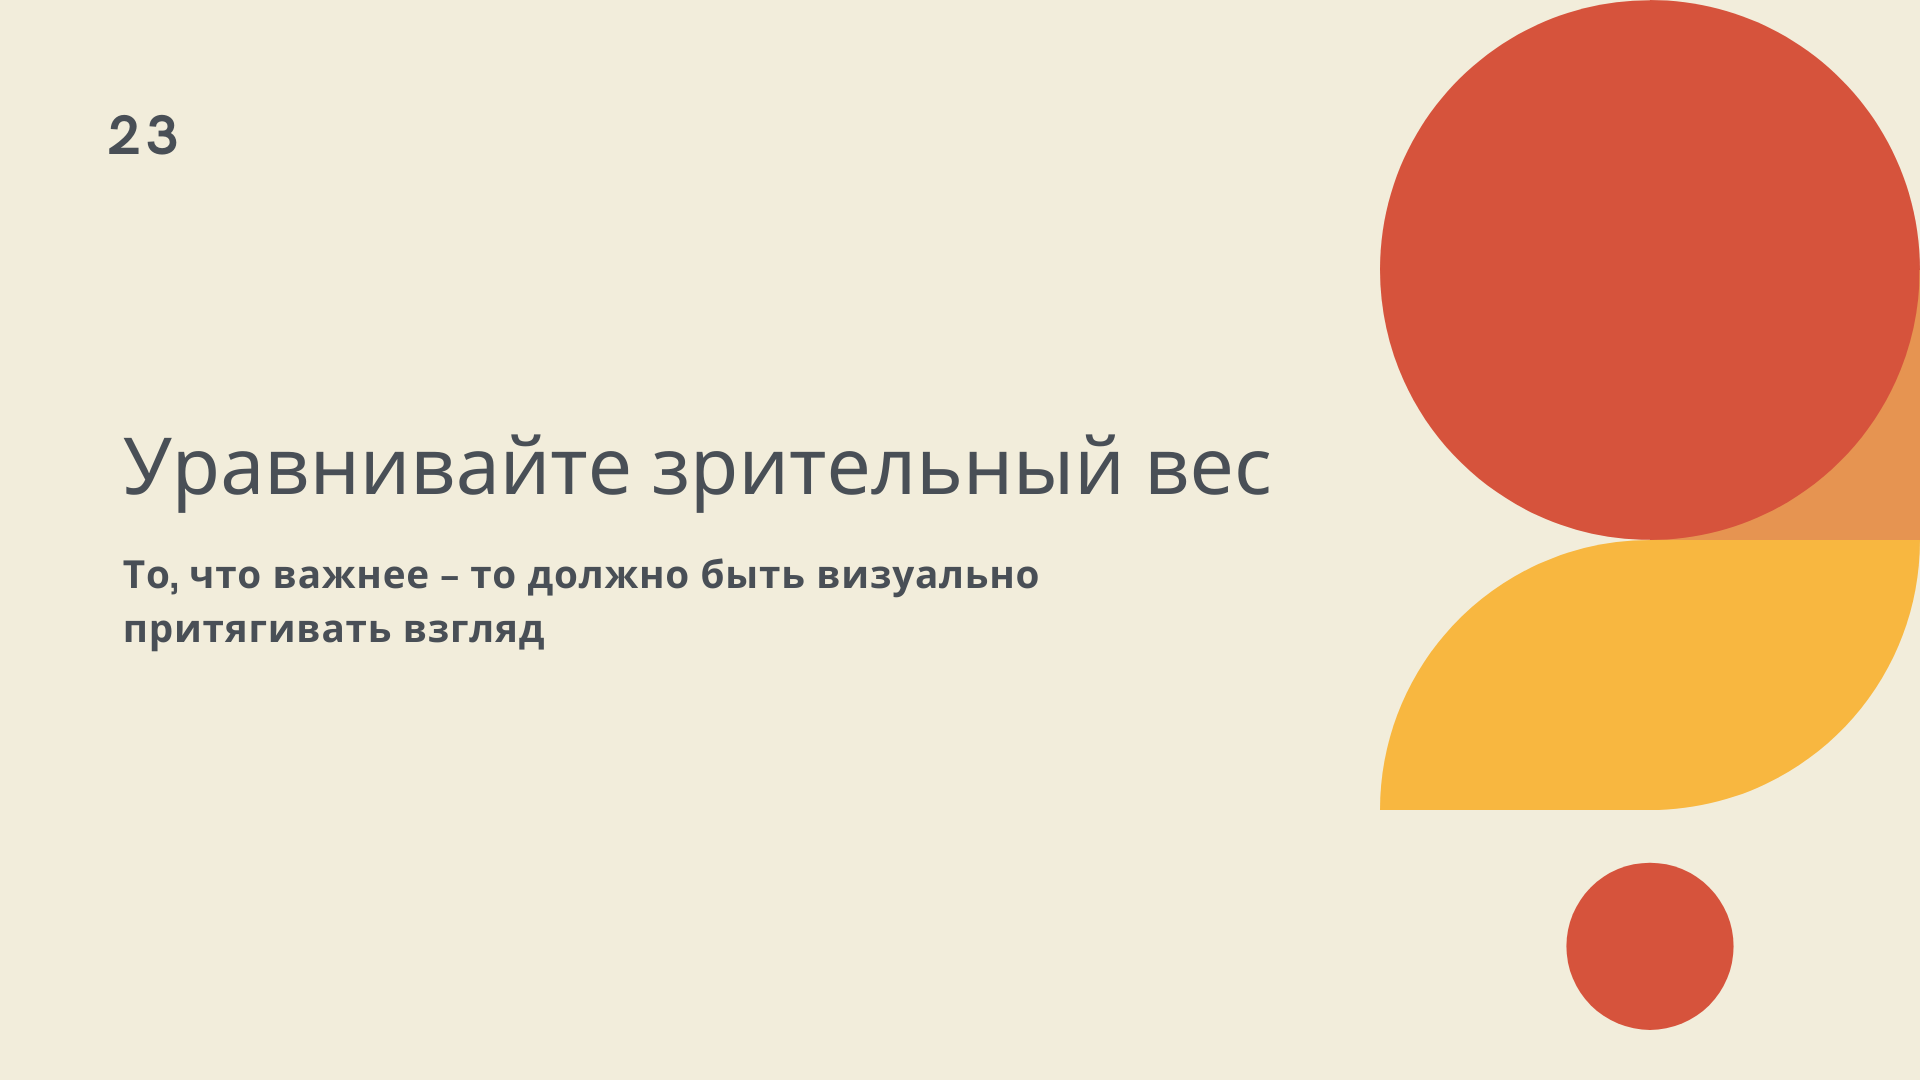 23
Уравнивайте зрительный вес
То, что важнее – то должно быть визуально
притягивать взгляд